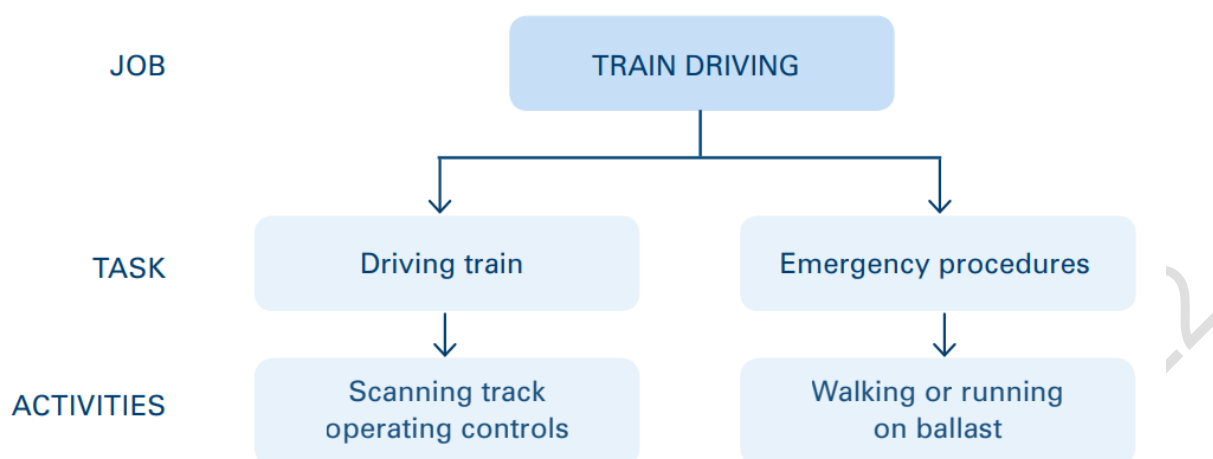 JOB
TRAIN DRIVING
TASK
Driving train
Emergency procedures
ACTIVITIES
Scanning track
operating controls
Walking or running
on ballast